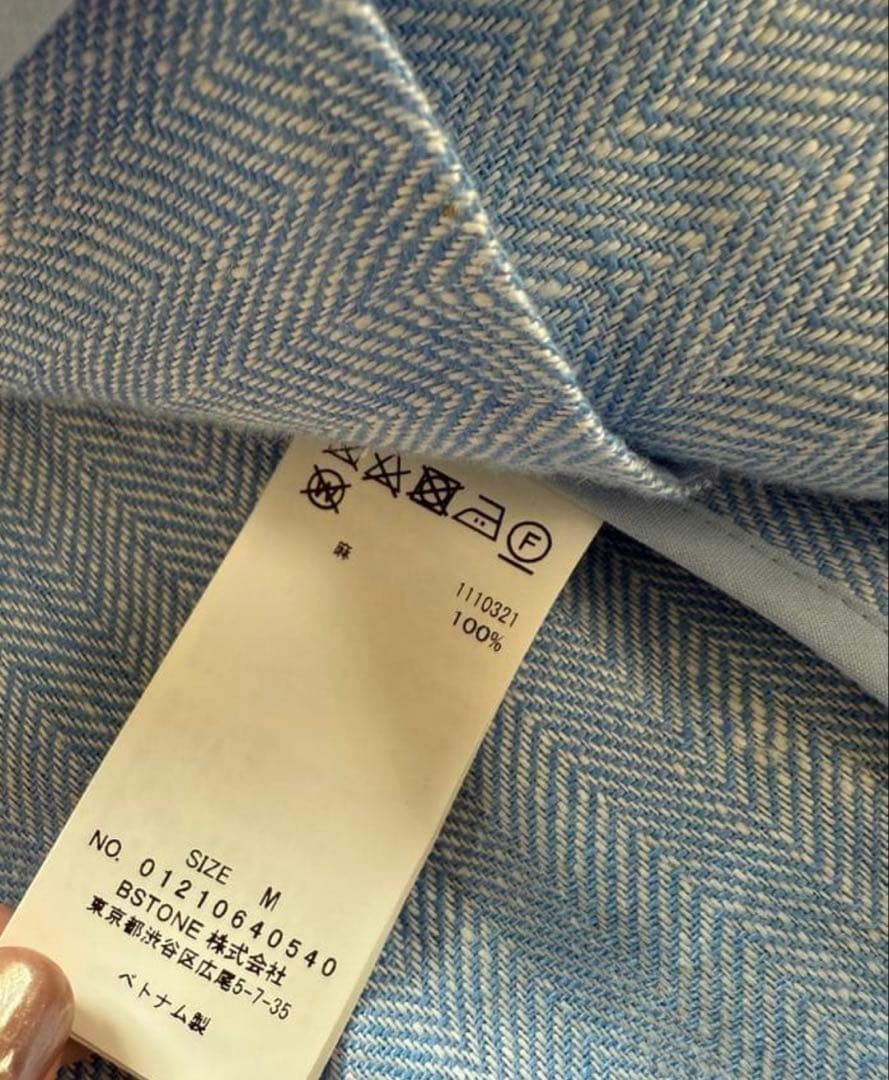 W
F
1110321
麻 100%
SIZE M
NO. 01210640540
BSTONE 株式会社
東京都渋谷区広尾5-7-35
ベトナム製